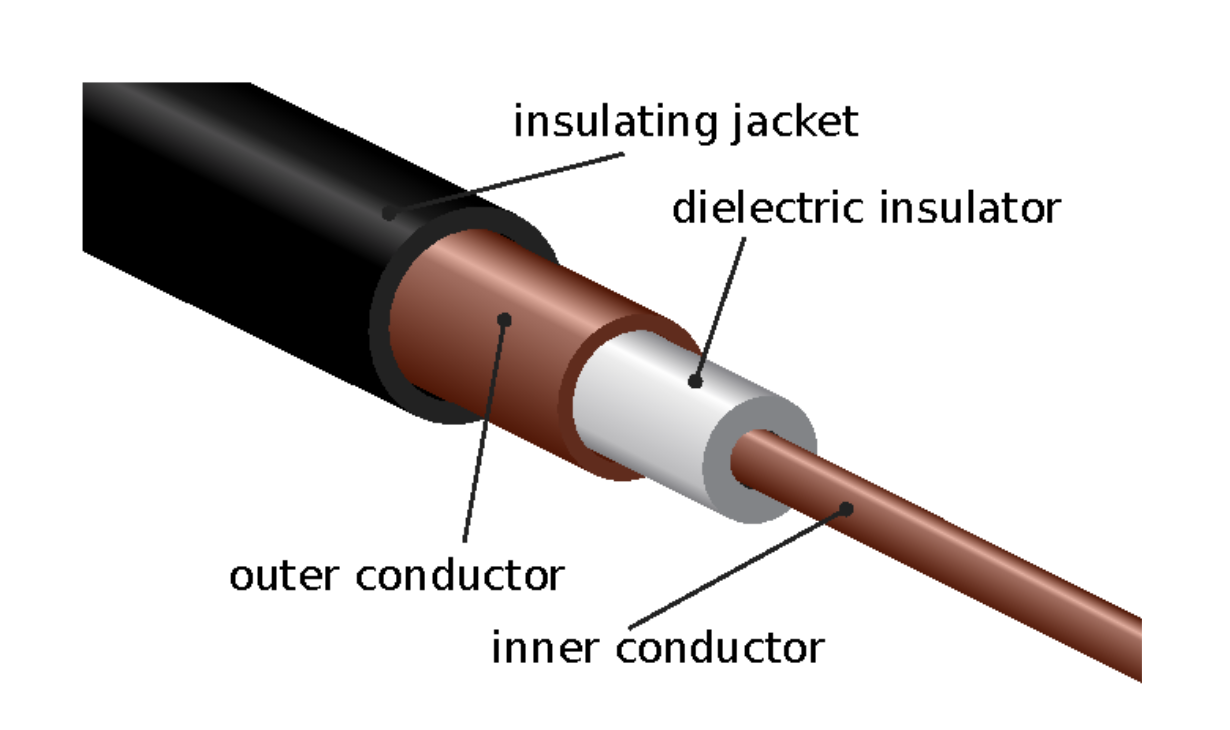 insulating jacket
dielectric insulator
outer conductor
inner conductor